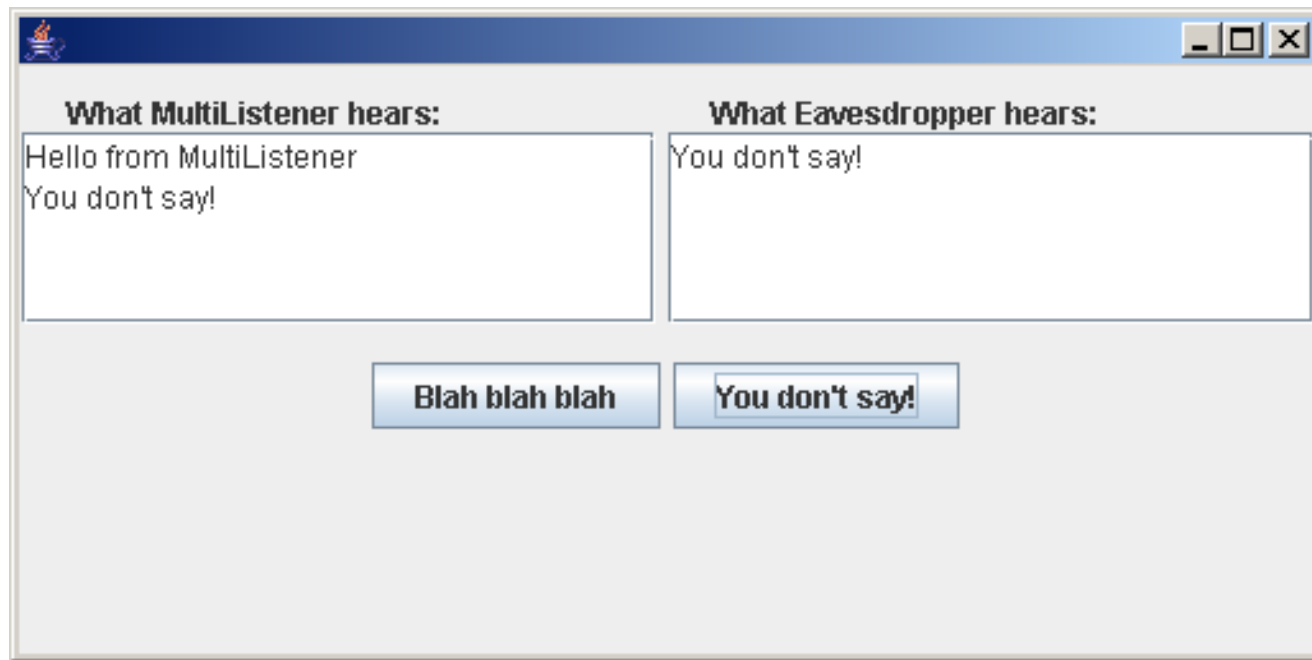 What MultiListener hears:
Hello from MultiListener
You don't say!
What Eavesdropper hears:
You don't say!
Blah blah blah
You don't say!